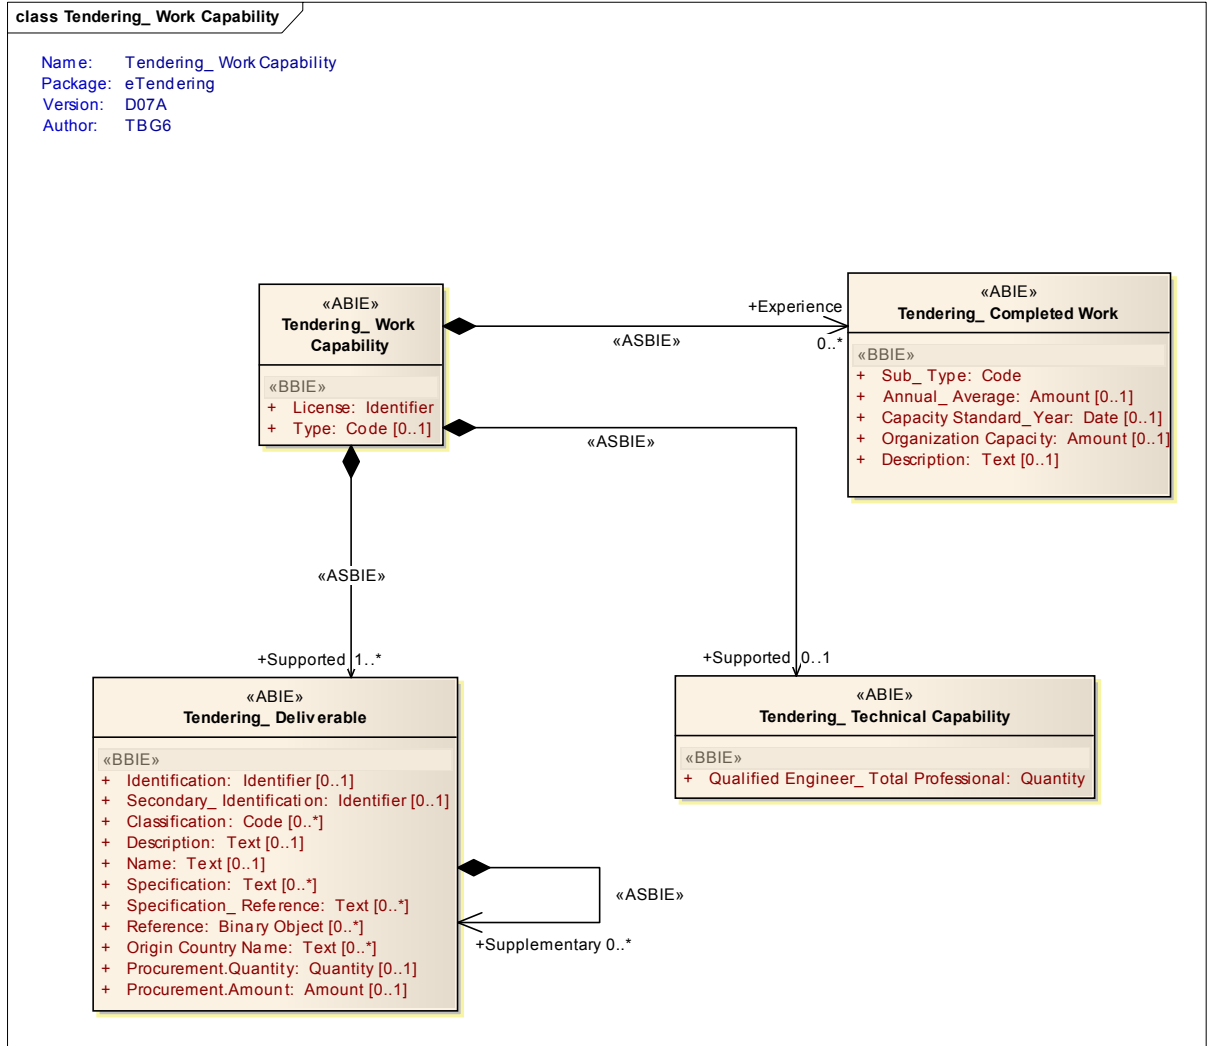 class Tendering_ Work Capability
Name: Tendering_ Work Capability
Package: eTendering
Version: D07A
Author: TBG6
«ABIE»
Tendering_ Work
Capability
«BBIE»
+ License: Identifier
+ Type: Code [0..1]
+Experience
«ASBIE»
0..*
«ABIE»
Tendering_ Completed Work
«BBIE»
+ Sub_ Type: Code
+ Annual_ Average: Amount [0..1]
+ Capacity Standard_Year: Date [0..1]
+ Organization Capacity: Amount [0..1]
+ Description: Text [0..1]
«ASBIE»
«ASBIE»
+Supported 1..*
+Supported 0..1
«ABIE»
Tendering_ Deliverable
«BBIE»
+ Identification: Identifier [0..1]
+ Secondary_ Identification: Identifier [0..1]
+ Classification: Code [0..*]
+ Description: Text [0..1]
+ Name: Text [0..1]
+ Specification: Text [0..*]
+ Specification_ Reference: Text [0..*]
+ Reference: Binary Object [0..*]
+ Origin Country Name: Text [0..*]
+ Procurement.Quantity: Quantity [0..1]
+ Procurement.Amount: Amount [0..1]
«ABIE»
Tendering_ Technical Capability
«BBIE»
+ Qualified Engineer_ Total Professional: Quantity
«ASBIE»
+Supplementary 0..*